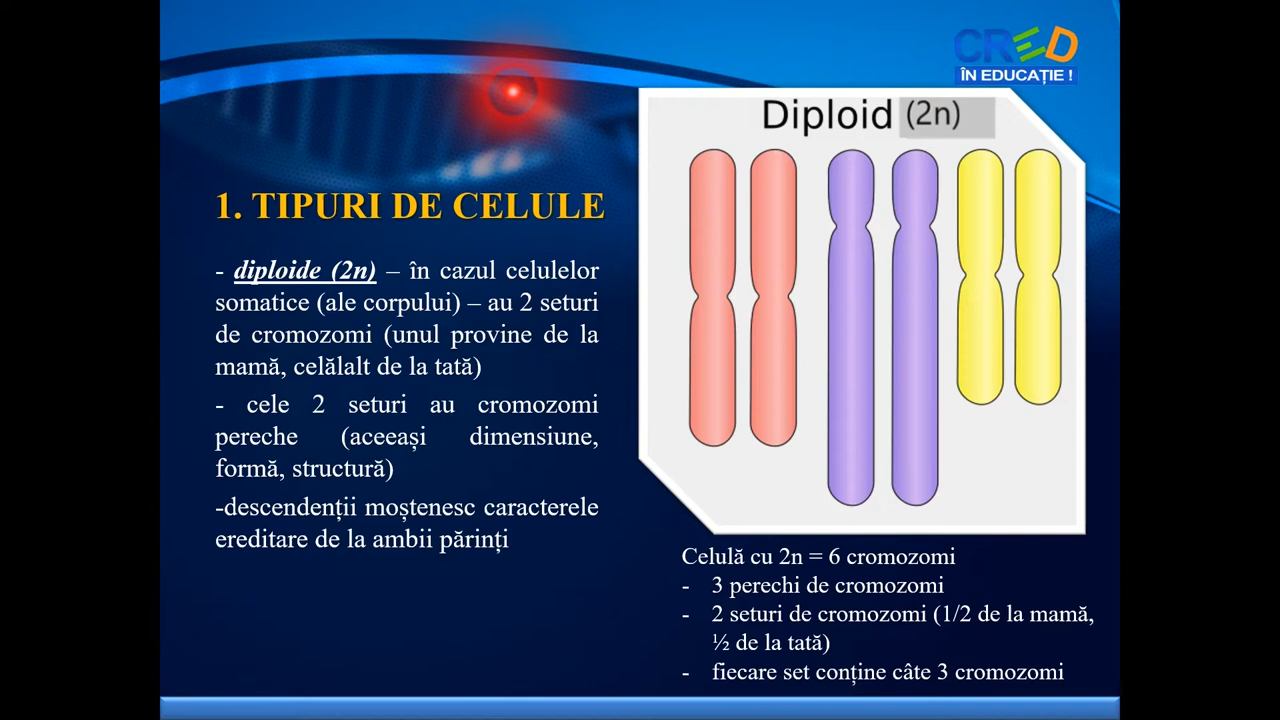 CRED
ÎN EDUCAȚIE !
Diploid (2n)
1. TIPURI DE CELULE
- diploide (2n) – în cazul celulelor
somatice (ale corpului) – au 2 seturi
de cromozomi (unul provine de la
mamă, celălalt de la tată)
- cele 2 seturi au cromozomi
pereche (aceeași dimensiune,
formă, structură)
-descendenții moștenesc caracterele
ereditare de la ambii părinți
Celulă cu 2n = 6 cromozomi
- 3 perechi de cromozomi
- 2 seturi de cromozomi (1/2 de la mamă,
½ de la tată)
- fiecare set conține câte 3 cromozomi